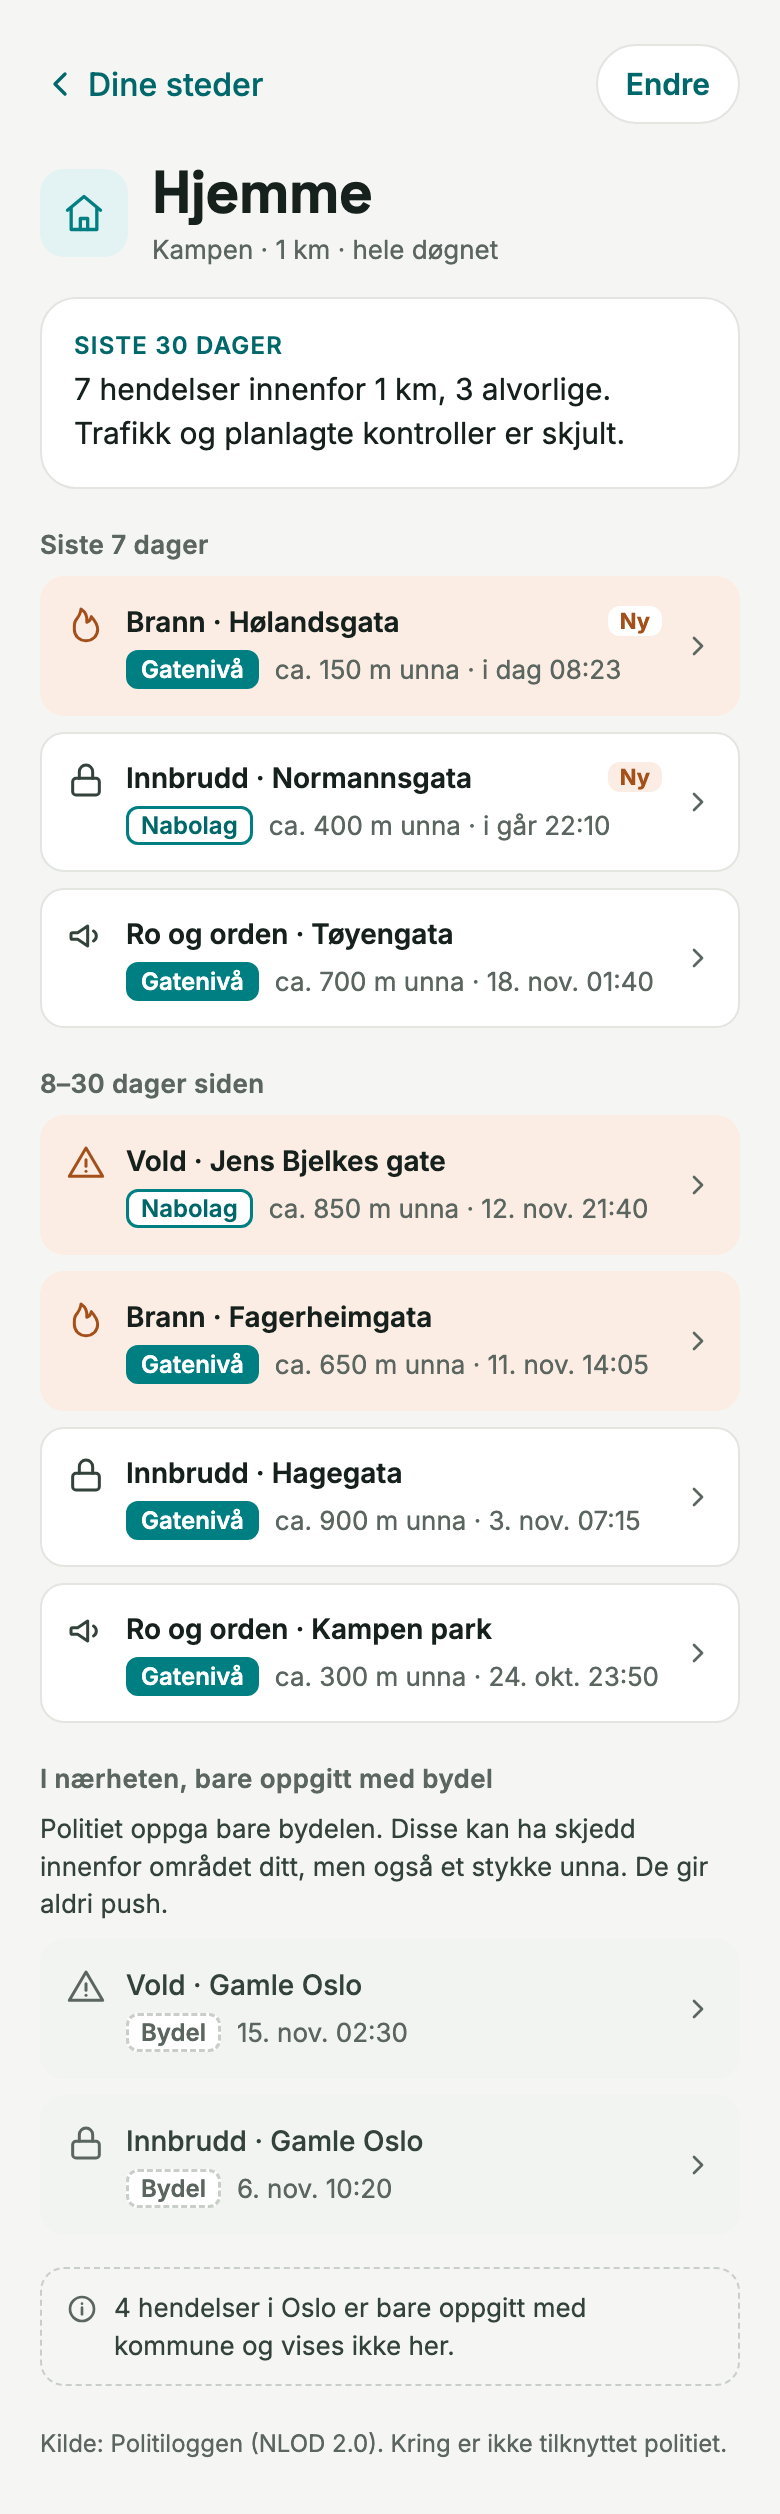 Dine steder
Endre
Hjemme
Kampen · 1 km · hele døgnet
SISTE 30 DAGER
7 hendelser innenfor 1 km, 3 alvorlige.
Trafikk og planlagte kontroller er skjult.
Siste 7 dager
Brann · Hølandsgata
Ny
Gatenivå ca. 150 m unna · i dag 08:23
Innbrudd · Normannsgata
Ny
Nabolag ca. 400 m unna · i går 22:10
Ro og orden · Tøyengata
Gatenivå ca. 700 m unna · 18. nov. 01:40
8–30 dager siden
Vold · Jens Bjelkes gate
Nabolag ca. 850 m unna · 12. nov. 21:40
Brann · Fagerheimgata
Gatenivå ca. 650 m unna · 11. nov. 14:05
Innbrudd · Hagegata
Gatenivå ca. 900 m unna · 3. nov. 07:15
Ro og orden · Kampen park
Gatenivå ca. 300 m unna · 24. okt. 23:50
I nærheten, bare oppgitt med bydel
Politiet oppga bare bydelen. Disse kan ha skjedd
innenfor området ditt, men også et stykke unna. De gir
aldri push.
Vold · Gamle Oslo
Bydel 15. nov. 02:30
Innbrudd · Gamle Oslo
Bydel 6. nov. 10:20
4 hendelser i Oslo er bare oppgitt med
kommune og vises ikke her.
Kilde: Politiloggen (NLOD 2.0). Kring er ikke tilknyttet politiet.